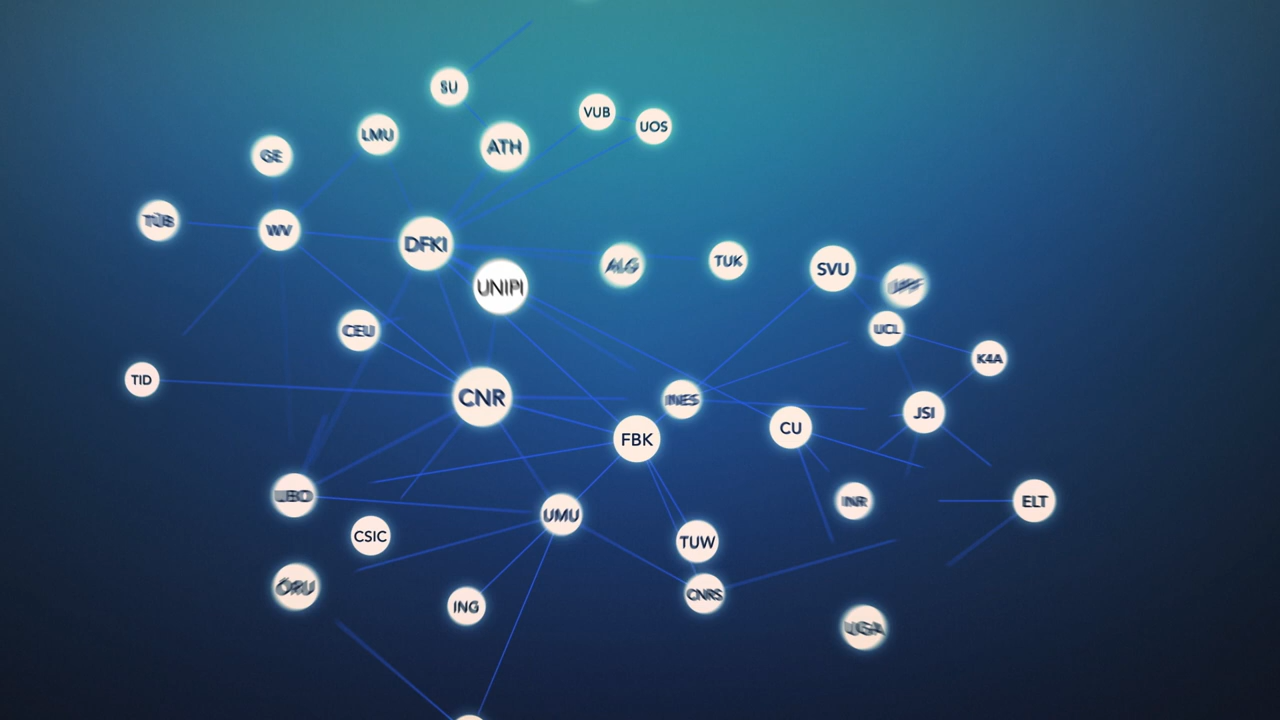 SU
VUB
UOS
LMU
ATH
GE
TÜB
WV
DFKI
TUK
SVU
UNIPI
UCL
CEU
K4A
TID
CNR
INES
JSI
CU
FBK
UBO
INR
ELT
UMU
CSIC
TUW
ÖRU
CNRS
ING
UGA